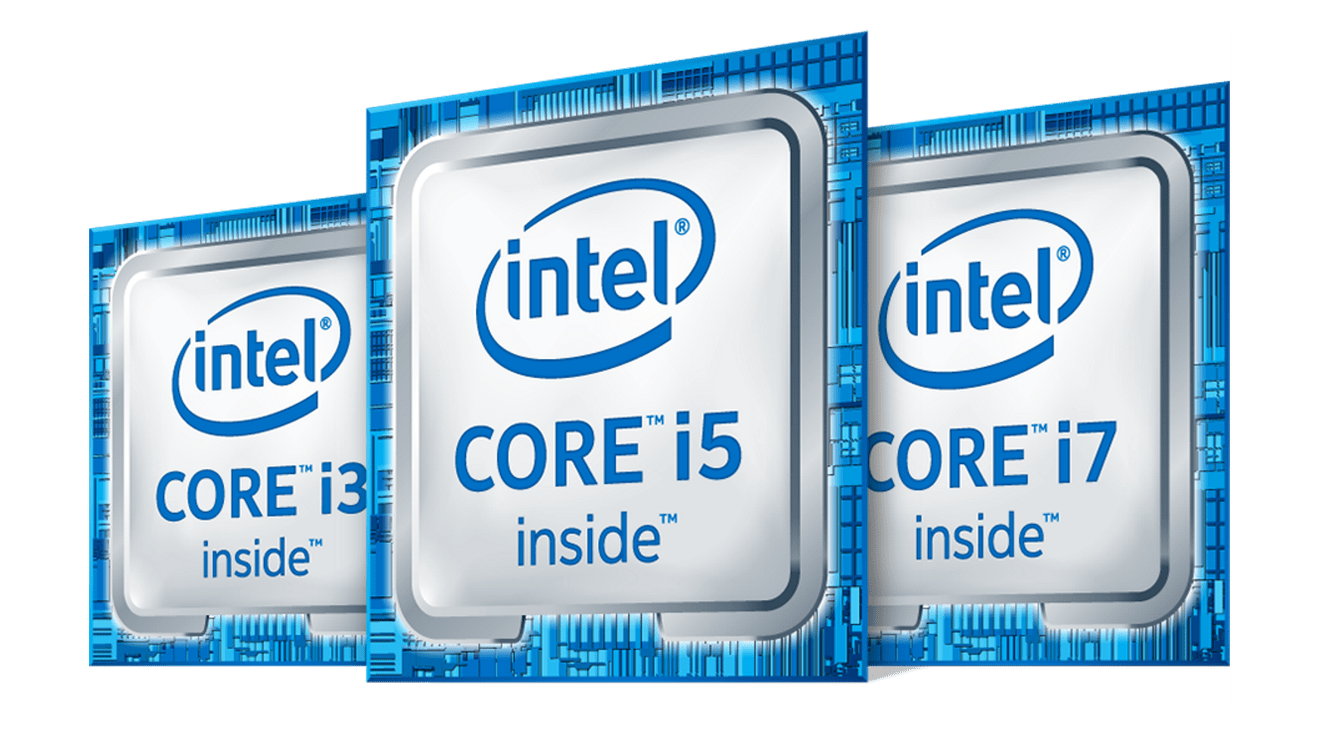 intel®
CORE™ i3
inside™
intel®
CORE™ i5
inside™
intel®
CORE™ i7
inside™